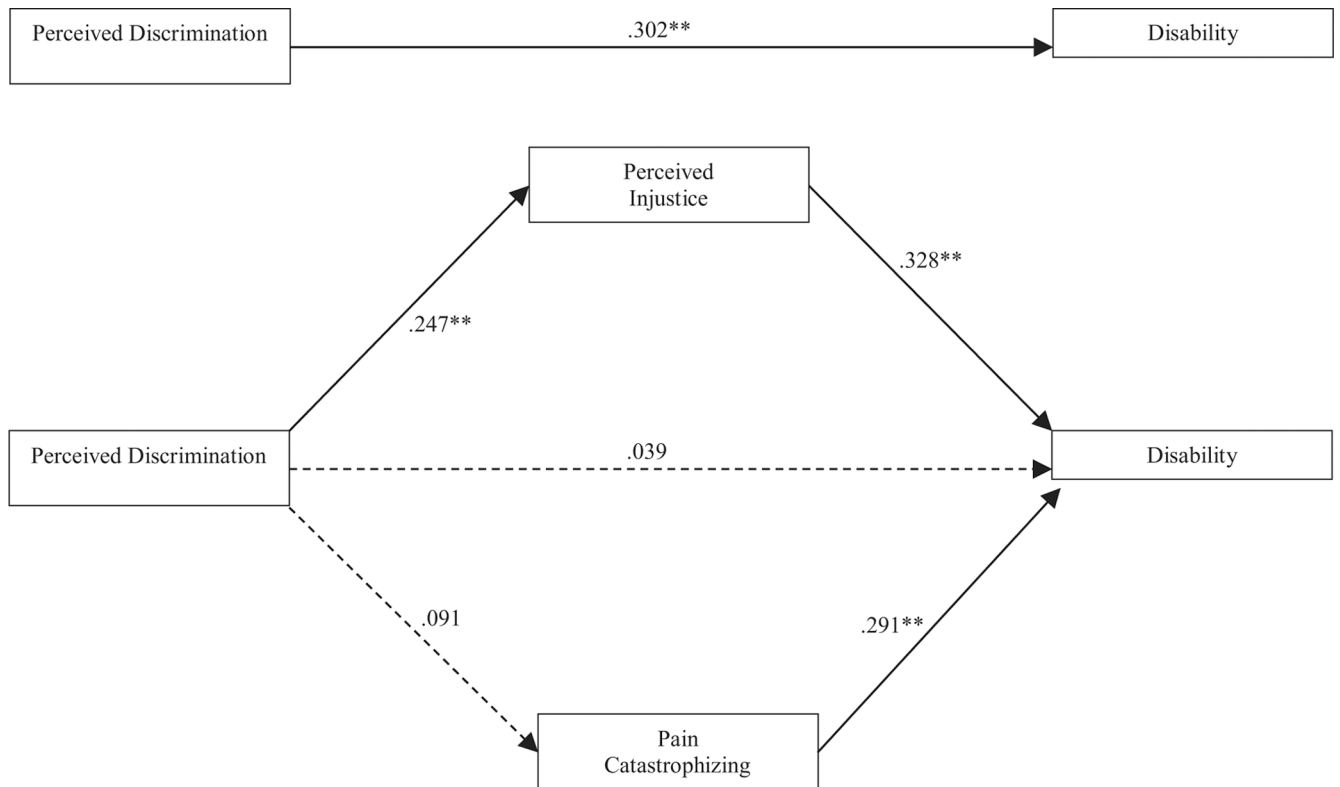 Perceived Discrimination
.302**
Disability
Perceived
Injustice
.328**
.247**
Perceived Discrimination
.039
Disability
.091
.291**
Pain
Catastrophizing